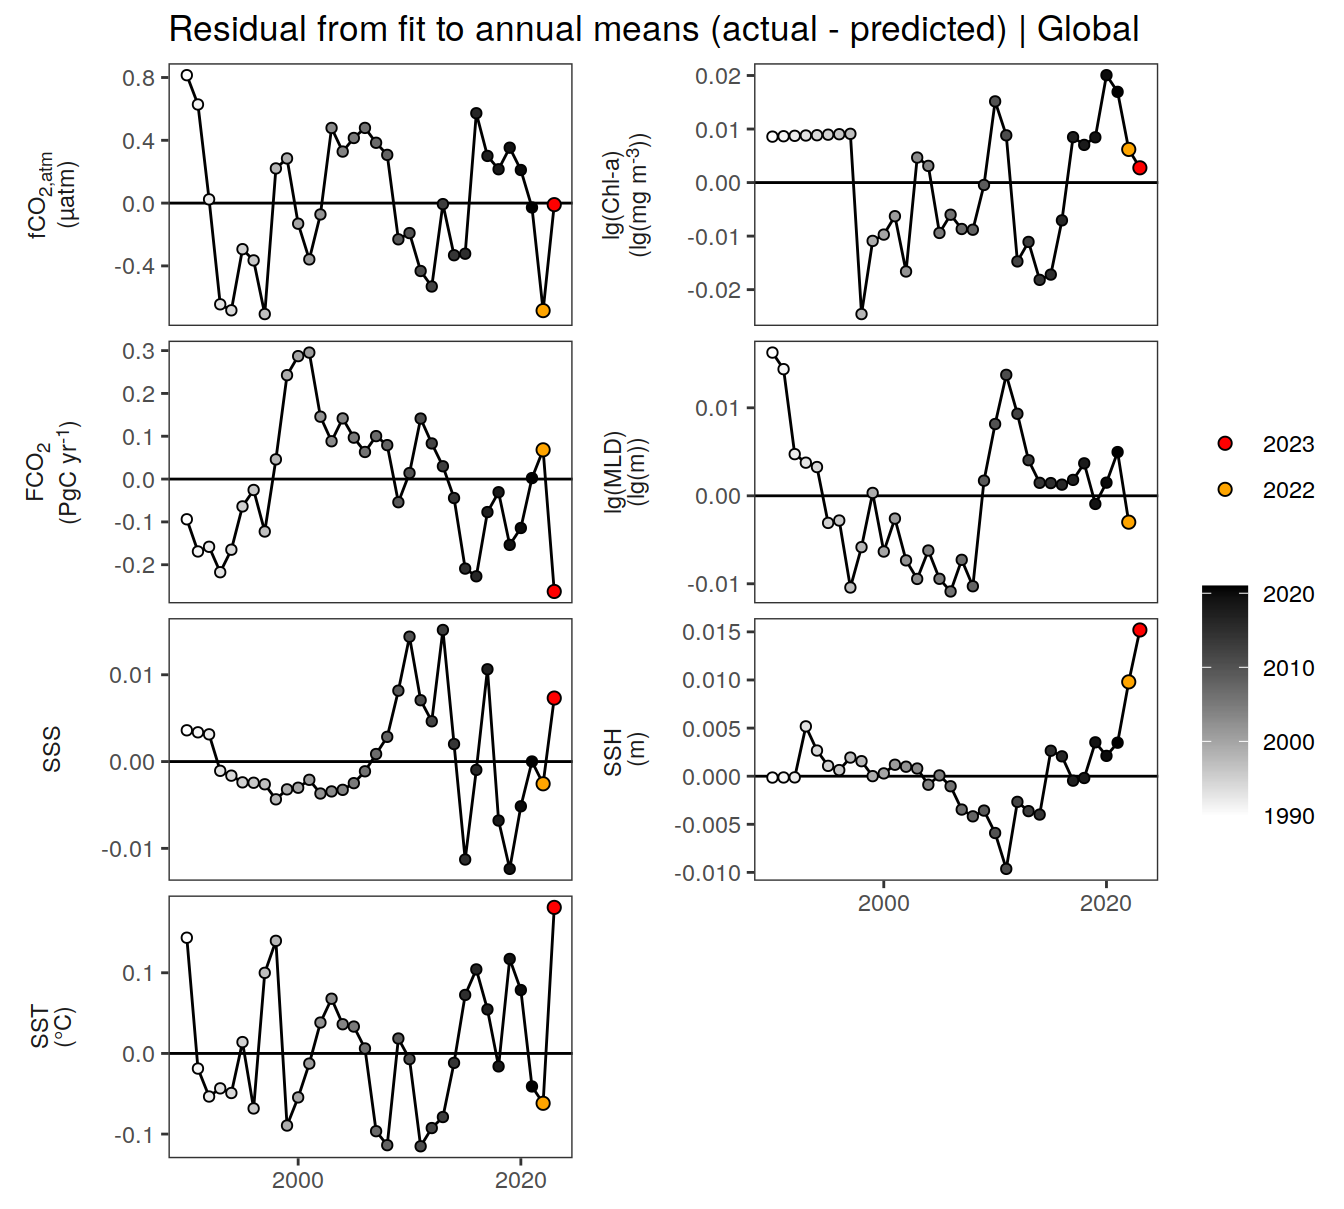 Residual from fit to annual means (actual - predicted) | Global
fCO2,atm
(µatm)
0.8
0.4
0.0
-0.4
lg(Chl-a)
(lg(mg m-3))
0.02
0.01
0.00
-0.01
-0.02
FCO2
(PgC yr-1)
0.3
0.2
0.1
0.0
-0.1
-0.2
lg(MLD)
(lg(m))
0.01
0.00
-0.01
SSS
0.01
0.00
-0.01
SSH
(m)
0.015
0.010
0.005
0.000
-0.005
-0.010
2000
2020
SST
(°C)
0.1
0.0
-0.1
2000
2020
2023
2022
2020
2010
2000
1990